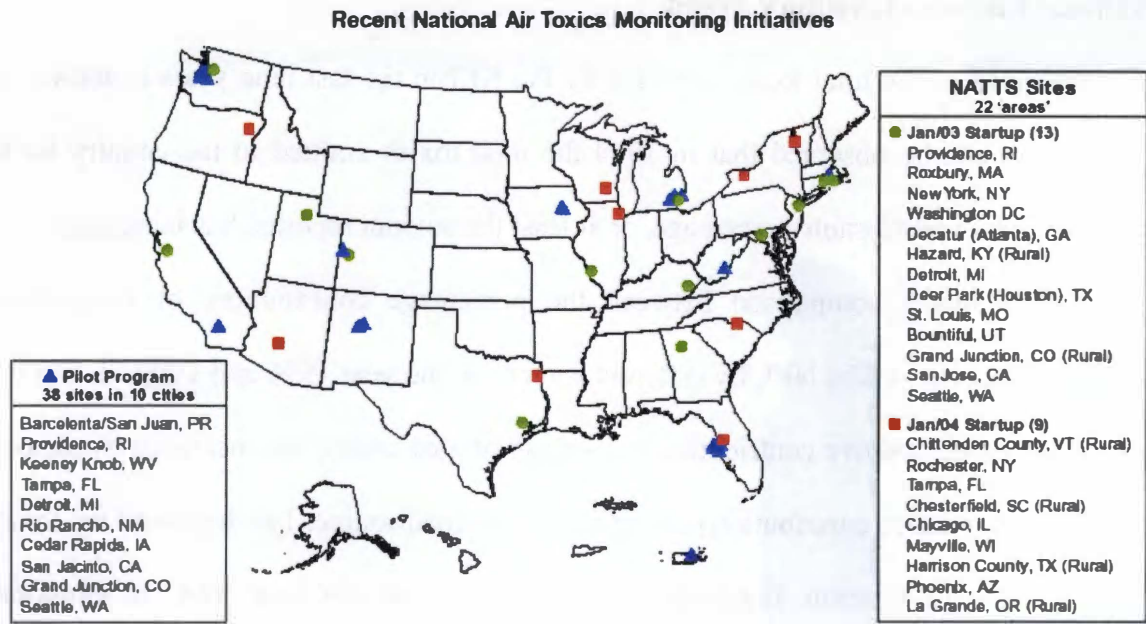 Recent National Air Toxics Monitoring Initiatives
NATTS Sites
22 'areas'
Jan/03 Startup (13)
Providence, RI
Roxbury, MA
New York, NY
Washington DC
Decatur (Atlanta), GA
Hazard, KY (Rural)
Detroit, MI
Deer Park (Houston), TX
St. Louis, MO
Bountiful, UT
Grand Junction, CO (Rural)
San Jose, CA
Seattle, WA
Jan/04 Startup (9)
Chittenden County, VT (Rural)
Rochester, NY
Tampa, FL
Chesterfield, SC (Rural)
Chicago, IL
Mayville, WI
Harrison County, TX (Rural)
Phoenix, AZ
La Grande, OR (Rural)
Pilot Program
38 sites in 10 cities
Barcelenta/San Juan, PR
Providence, RI
Keeney Knob, WV
Tampa, FL
Detroit, MI
Rio Rancho, NM
Cedar Rapids, IA
San Jacinto, CA
Grand Junction, CO
Seattle, WA